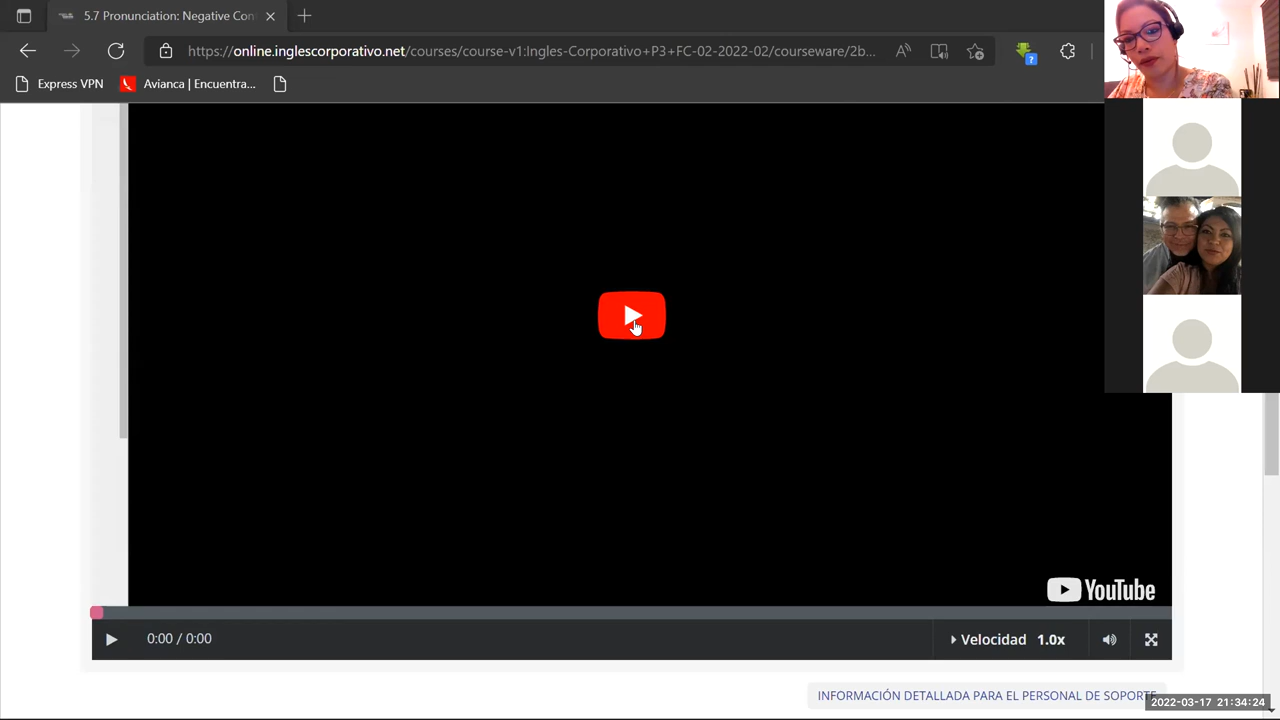 5.7 Pronunciation: Negative Con
https://online.inglescorporativo.net/courses/course-v1:Ingles-Corporativo+P3+FC-02-2022-02/courseware/2b...
Express VPN
Avianca | Encuentra...
YouTube
0:00 / 0:00
Velocidad 1.0x
INFORMACIÓN DETALLADA PARA EL PERSONAL DE SOPORTE
2022-03-17 21:34:24